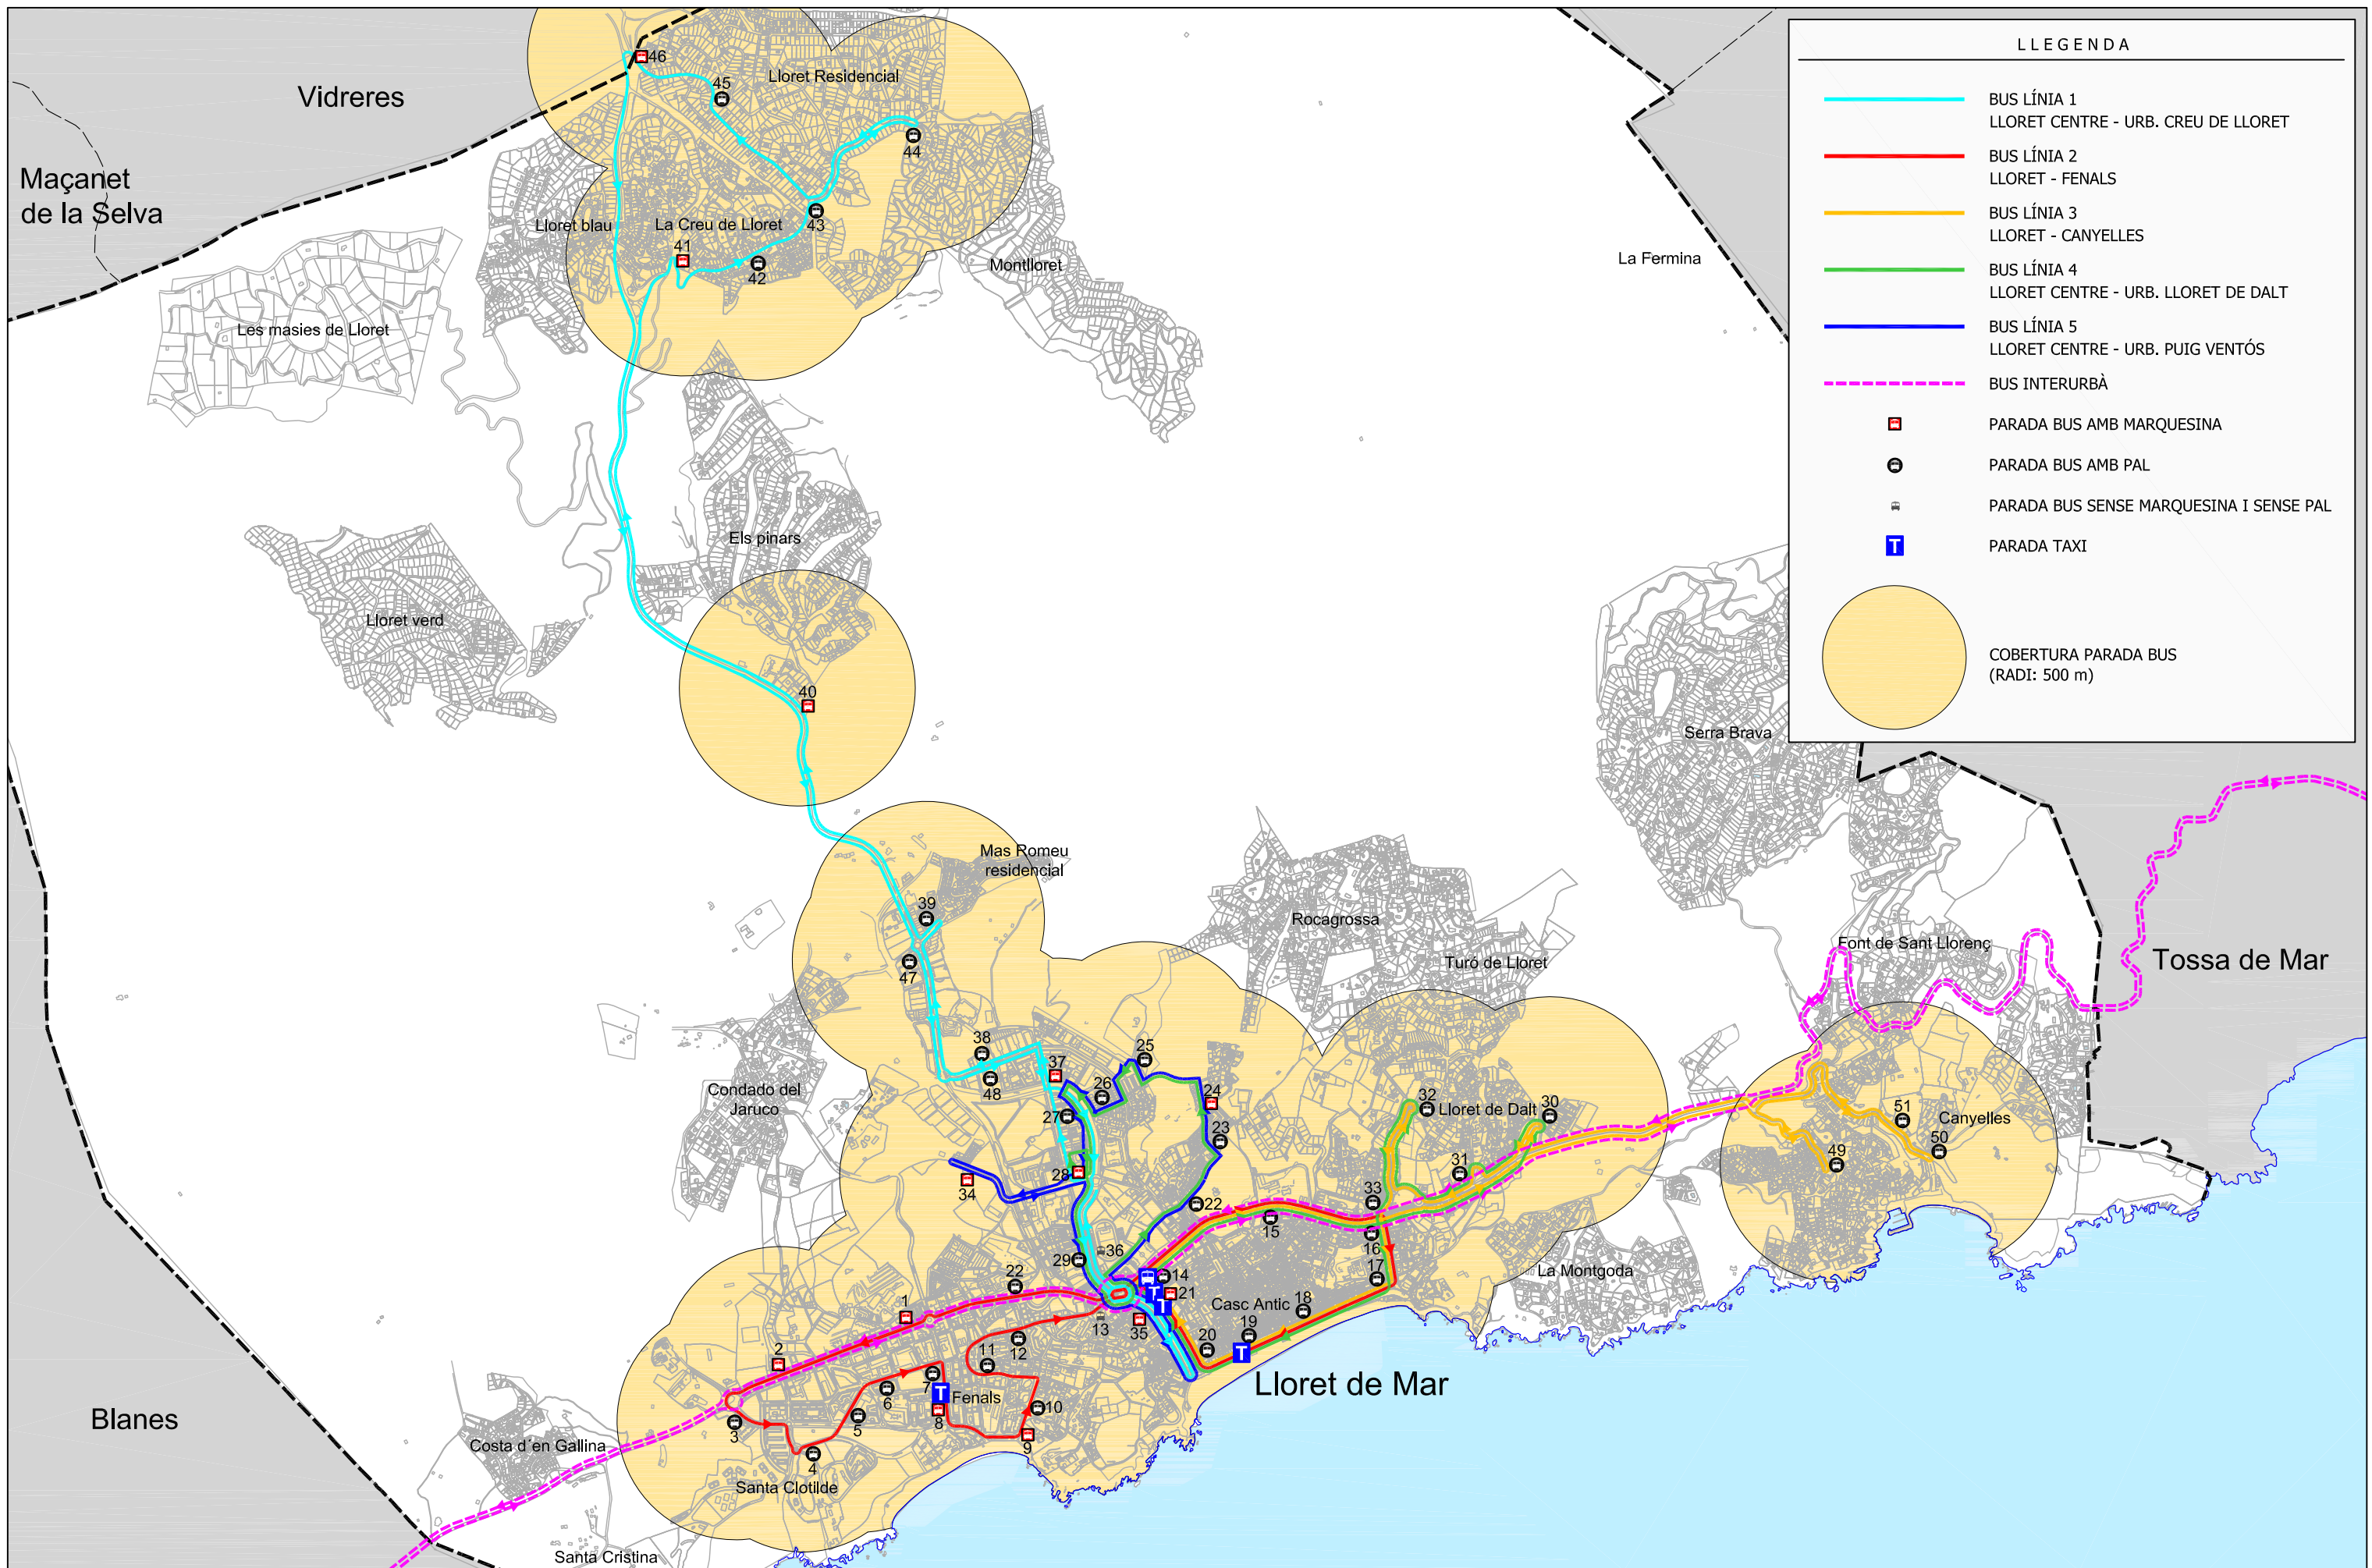 LLEGENDA
BUS LÍNIA 1
LLORET CENTRE - URB. CREU DE LLORET
BUS LÍNIA 2
LLORET - FENALS
BUS LÍNIA 3
LLORET - CANYELLES
BUS LÍNIA 4
LLORET CENTRE - URB. LLORET DE DALT
BUS LÍNIA 5
LLORET CENTRE - URB. PUIG VENTÓS
BUS INTERURBÀ
PARADA BUS AMB MARQUESINA
PARADA BUS AMB PAL
PARADA BUS SENSE MARQUESINA I SENSE PAL
T
PARADA TAXI
COBERTURA PARADA BUS
(RADI: 500 m)
46
45
Lloret Residencial
Vidreres
44
Maçanet
de la Selva
Lloret blau
La Creu de Lloret
43
41
42
Montlloret
La Fermina
Les masies de Lloret
Els pinars
Lloret verd
40
Serra Brava
Mas Romeu
residencial
39
Rocagrossa
47
Turó de Lloret
Font de Sant Llorenç
Tossa de Mar
38
25
37
48
26
24
Condado del
Jaruco
27
23
32
Lloret de Dalt
30
51
Canyelles
50
49
28
34
31
22
33
15
16
36
29
14
17
La Montgoda
22
T
21
T
Casc Antic
18
1
13
35
19
20
T
2
12
11
7
6
T
Fenals
8
10
5
9
3
4
Lloret de Mar
Blanes
Costa d'en Gallina
Santa Clotilde
Santa Cristina